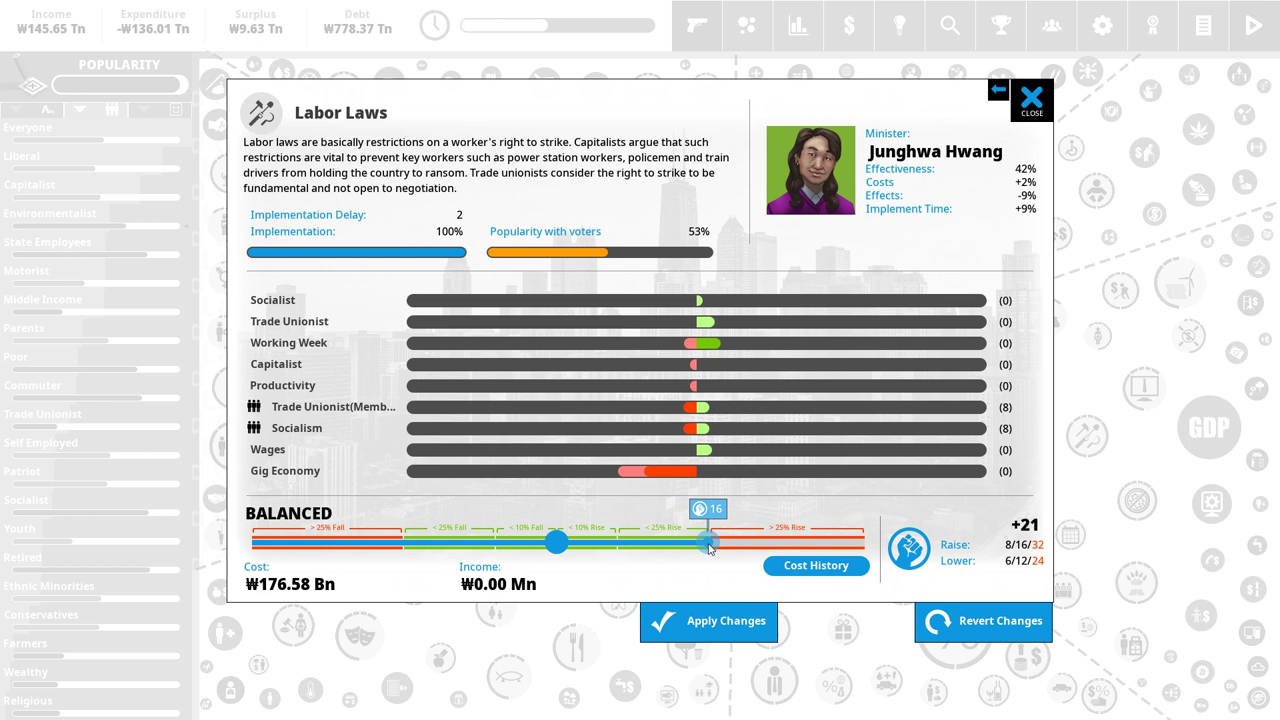 Income
₩145.65 Tn
Expenditure
-₩136.01 Tn
Surplus
₩9.63 Tn
Debt
₩778.37 Tn
POPULARITY
Everyone
Liberal
Capitalist
Environmentalist
State Employees
Motorist
Middle Income
Parents
Poor
Commuter
Trade Unionist
Self Employed
Patriot
Socialist
Youth
Retired
Ethnic Minorities
Conservatives
Farmers
Wealthy
Religious
GDP
Labor Laws
Labor laws are basically restrictions on a worker's right to strike. Capitalists argue that such
restrictions are vital to prevent key workers such as power station workers, policemen and train
drivers from holding the country to ransom. Trade unionists consider the right to strike to be
fundamental and not open to negotiation.
Implementation Delay: 2
Implementation: 100%
Popularity with voters 53%
CLOSE
Minister:
Junghwa Hwang
Effectiveness: 42%
Costs +2%
Effects: -9%
Implement Time: +9%
Socialist (0)
Trade Unionist (0)
Working Week (0)
Capitalist (0)
Productivity (0)
Trade Unionist(Memb... (8)
Socialism (8)
Wages (0)
Gig Economy (0)
BALANCED
16
> 25% Fall < 25% Fall < 10% Fall < 10% Rise < 25% Rise > 25% Rise
Cost:
₩176.58 Bn
Income:
₩0.00 Mn
Cost History
+21
Raise: 8/16/32
Lower: 6/12/24
Apply Changes
Revert Changes